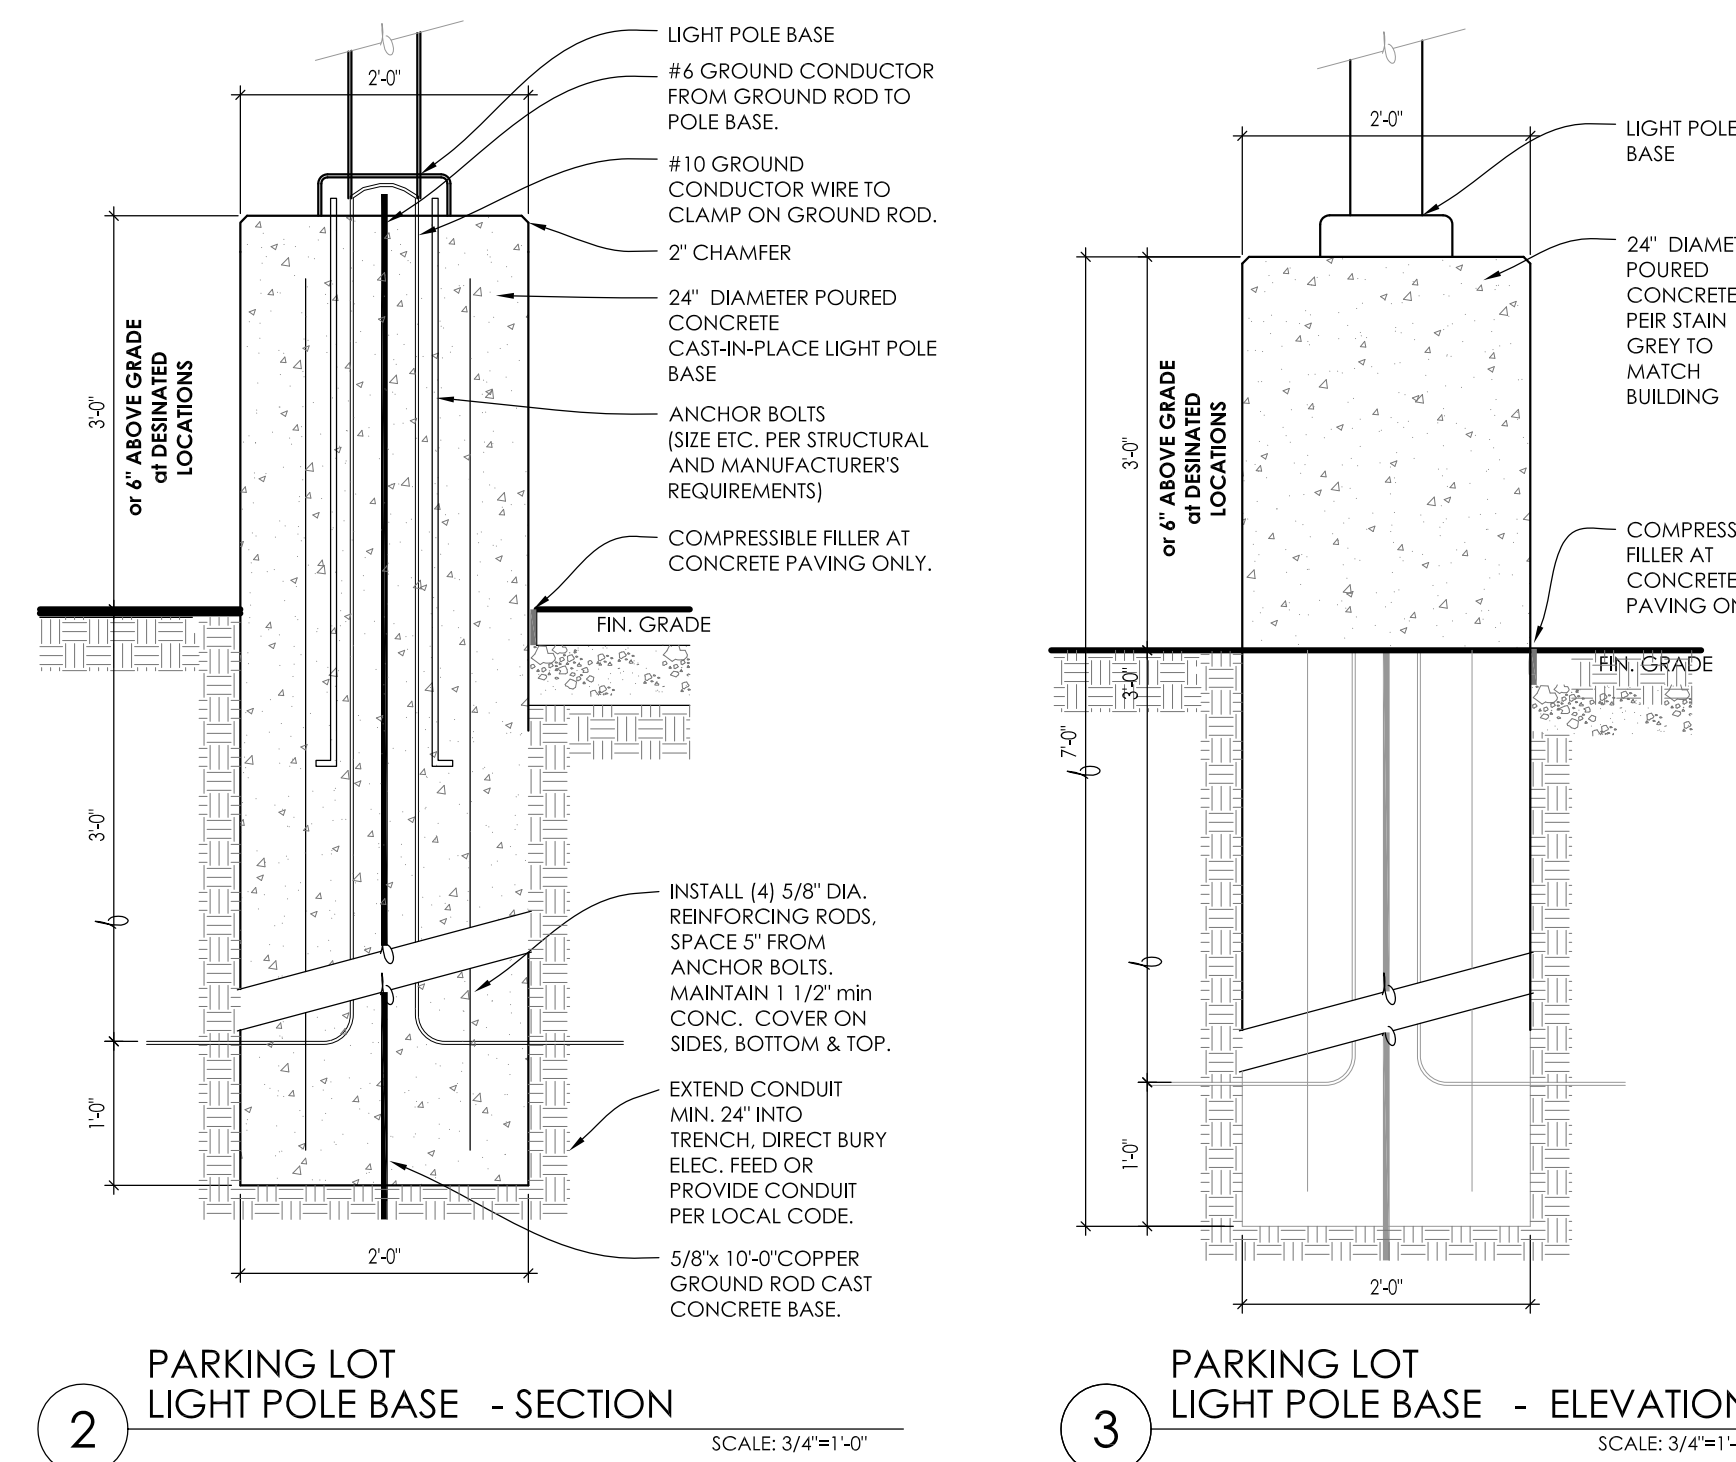 2'-0"
LIGHT POLE BASE
#6 GROUND CONDUCTOR
FROM GROUND ROD TO
POLE BASE.
#10 GROUND
CONDUCTOR WIRE TO
CLAMP ON GROUND ROD.
2" CHAMFER
24" DIAMETER POURED
CONCRETE
CAST-IN-PLACE LIGHT POLE
BASE
ANCHOR BOLTS
(SIZE ETC. PER STRUCTURAL
AND MANUFACTURER'S
REQUIREMENTS)
COMPRESSIBLE FILLER AT
CONCRETE PAVING ONLY.
FIN. GRADE
3'-0"
or 6" ABOVE GRADE
at DESINATED
LOCATIONS
3'-0"
1'-0"
INSTALL (4) 5/8" DIA.
REINFORCING RODS,
SPACE 5" FROM
ANCHOR BOLTS.
MAINTAIN 1 1/2" min
CONC. COVER ON
SIDES, BOTTOM & TOP.
EXTEND CONDUIT
MIN. 24" INTO
TRENCH, DIRECT BURY
ELEC. FEED OR
PROVIDE CONDUIT
PER LOCAL CODE.
5/8"x 10'-0"COPPER
GROUND ROD CAST
CONCRETE BASE.
2'-0"
2
PARKING LOT
LIGHT POLE BASE - SECTION
SCALE: 3/4"=1'-0"
2'-0"
LIGHT POLE
BASE
24" DIAMET
POURED
CONCRETE
PEIR STAIN
GREY TO
MATCH
BUILDING
COMPRESS
FILLER AT
CONCRETE
PAVING ON
FIN. GRADE
3'-0"
or 6" ABOVE GRADE
at DESINATED
LOCATIONS
3'-0"
7'-0"
1'-0"
2'-0"
3
PARKING LOT
LIGHT POLE BASE - ELEVATION
SCALE: 3/4"=1'-